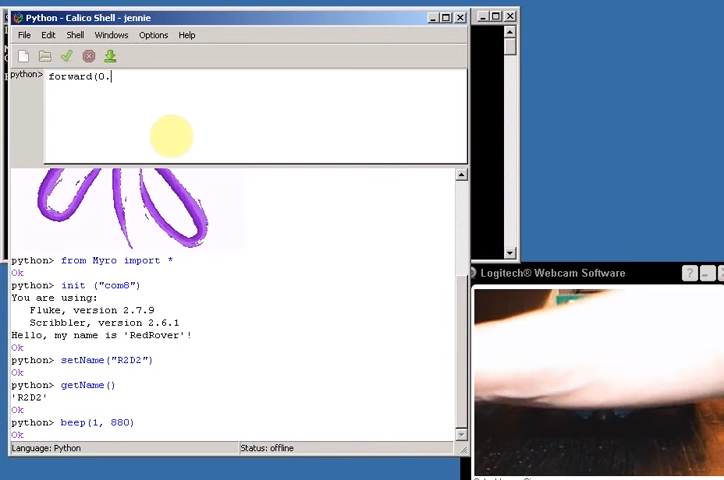 Python - Calico Shell - jennie
File Edit Shell Windows Options Help
python> forward(0.
python> from Myro import *
Ok
python> init ("com8")
You are using:
Fluke, version 2.7.9
Scribbler, version 2.6.1
Hello, my name is 'RedRover'!
Ok
python> setName("R2D2")
Ok
python> getName()
'R2D2'
Ok
python> beep(1, 880)
Ok
Language: Python Status: offline
Logitech® Webcam Software